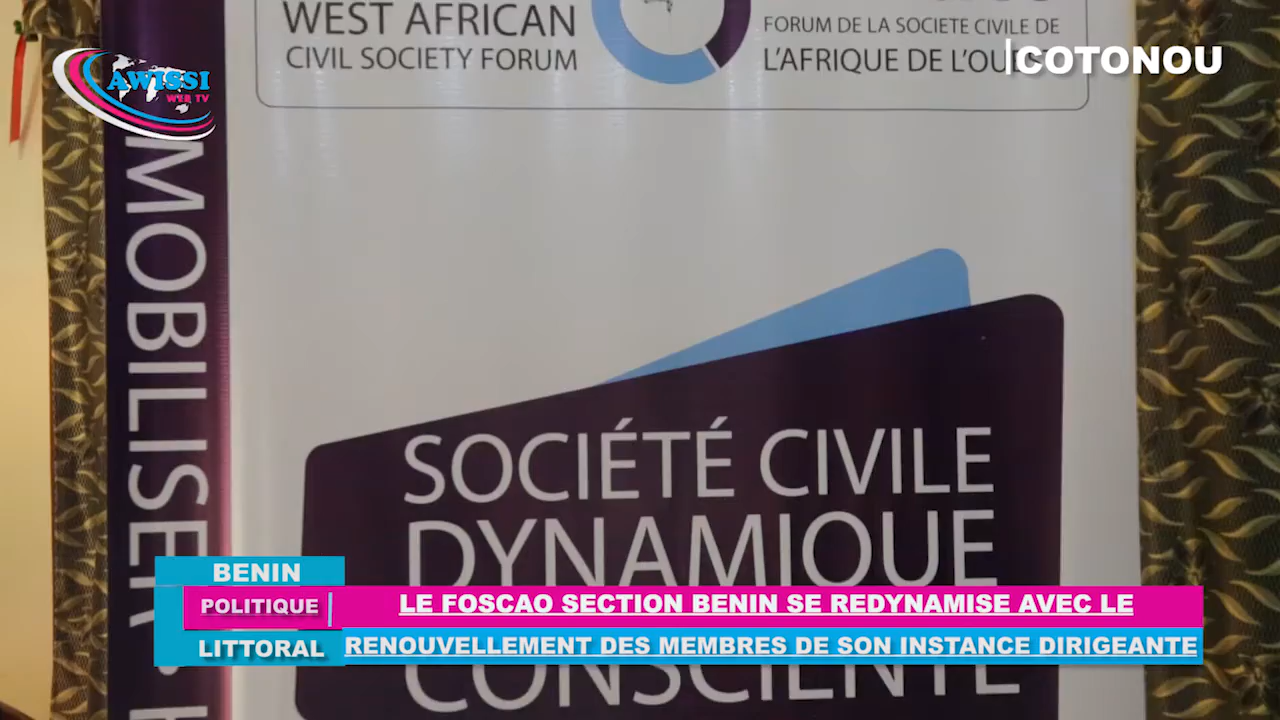 WEST AFRICAN
CIVIL SOCIETY FORUM
FORUM DE LA SOCIETE CIVILE DE
L'AFRIQUE DE L'OUEST
COTONOU
AWISSI
WEB TV
MOBILISER
SOCIÉTÉ CIVILE
DYNAMIQUE
CONSCIENTE
BENIN
POLITIQUE
LITTORAL
LE FOSCAO SECTION BENIN SE REDYNAMISE AVEC LE
RENOUVELLEMENT DES MEMBRES DE SON INSTANCE DIRIGEANTE